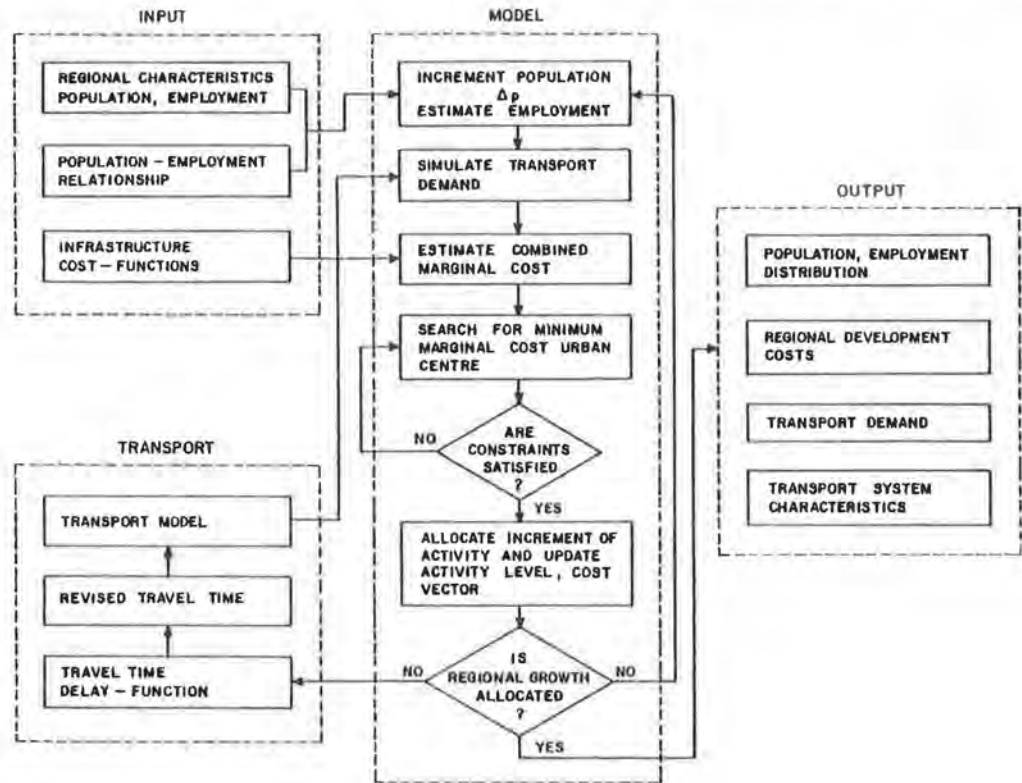 INPUT
REGIONAL CHARACTERISTICS
POPULATION, EMPLOYMENT
POPULATION – EMPLOYMENT
RELATIONSHIP
INFRASTRUCTURE
COST – FUNCTIONS
MODEL
INCREMENT POPULATION
Δp
ESTIMATE EMPLOYMENT
SIMULATE TRANSPORT
DEMAND
ESTIMATE COMBINED
MARGINAL COST
SEARCH FOR MINIMUM
MARGINAL COST URBAN
CENTRE
NO
ARE
CONSTRAINTS
SATISFIED
?
YES
ALLOCATE INCREMENT OF
ACTIVITY AND UPDATE
ACTIVITY LEVEL, COST
VECTOR
NO
IS
REGIONAL GROWTH
ALLOCATED
?
NO
YES
TRANSPORT
TRANSPORT MODEL
REVISED TRAVEL TIME
TRAVEL TIME
DELAY – FUNCTION
OUTPUT
POPULATION, EMPLOYMENT
DISTRIBUTION
REGIONAL DEVELOPMENT
COSTS
TRANSPORT DEMAND
TRANSPORT SYSTEM
CHARACTERISTICS